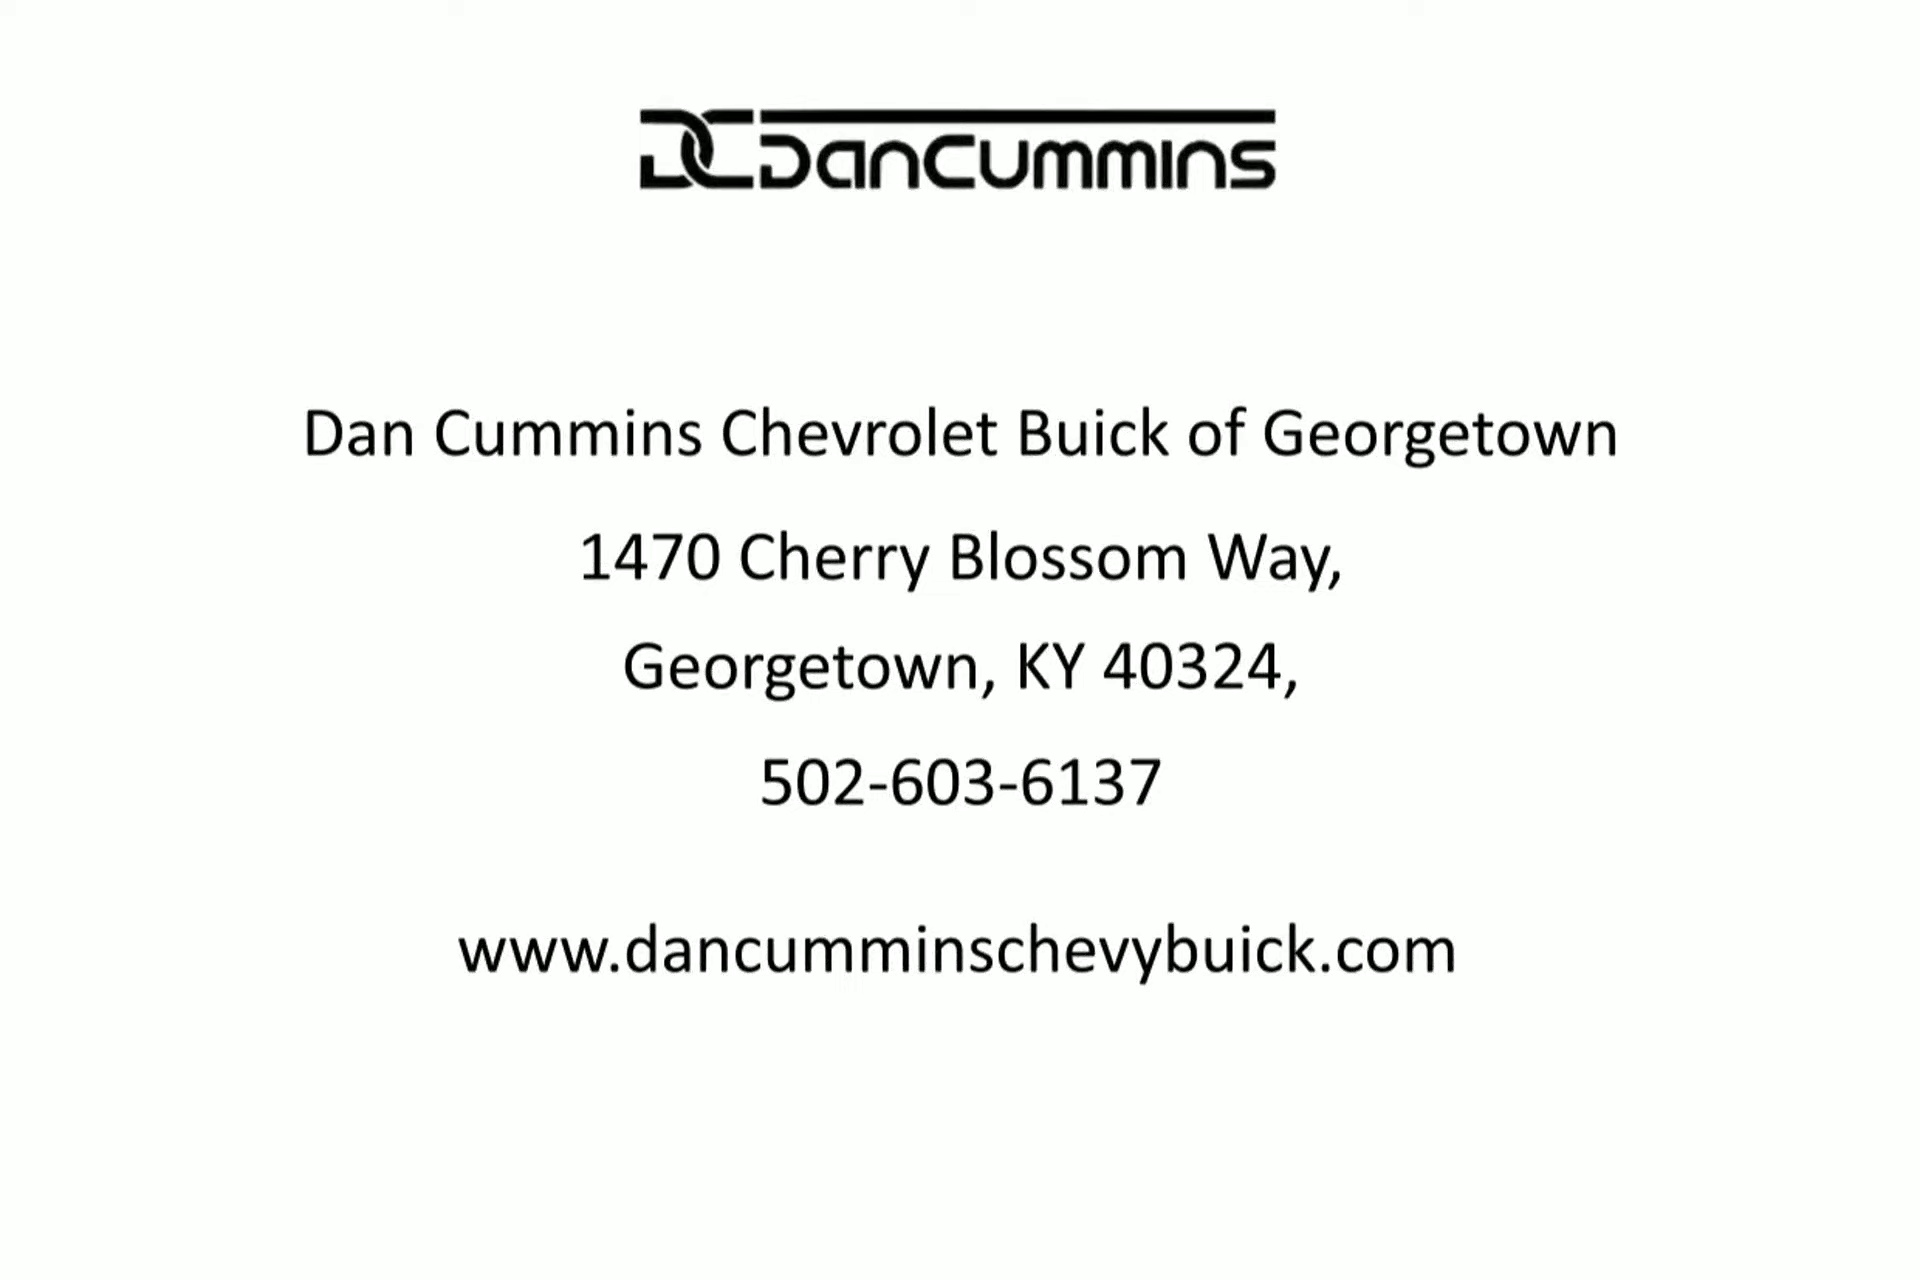 DC DanCummins
Dan Cummins Chevrolet Buick of Georgetown
1470 Cherry Blossom Way,
Georgetown, KY 40324,
502-603-6137
www.dancumminschevybuick.com